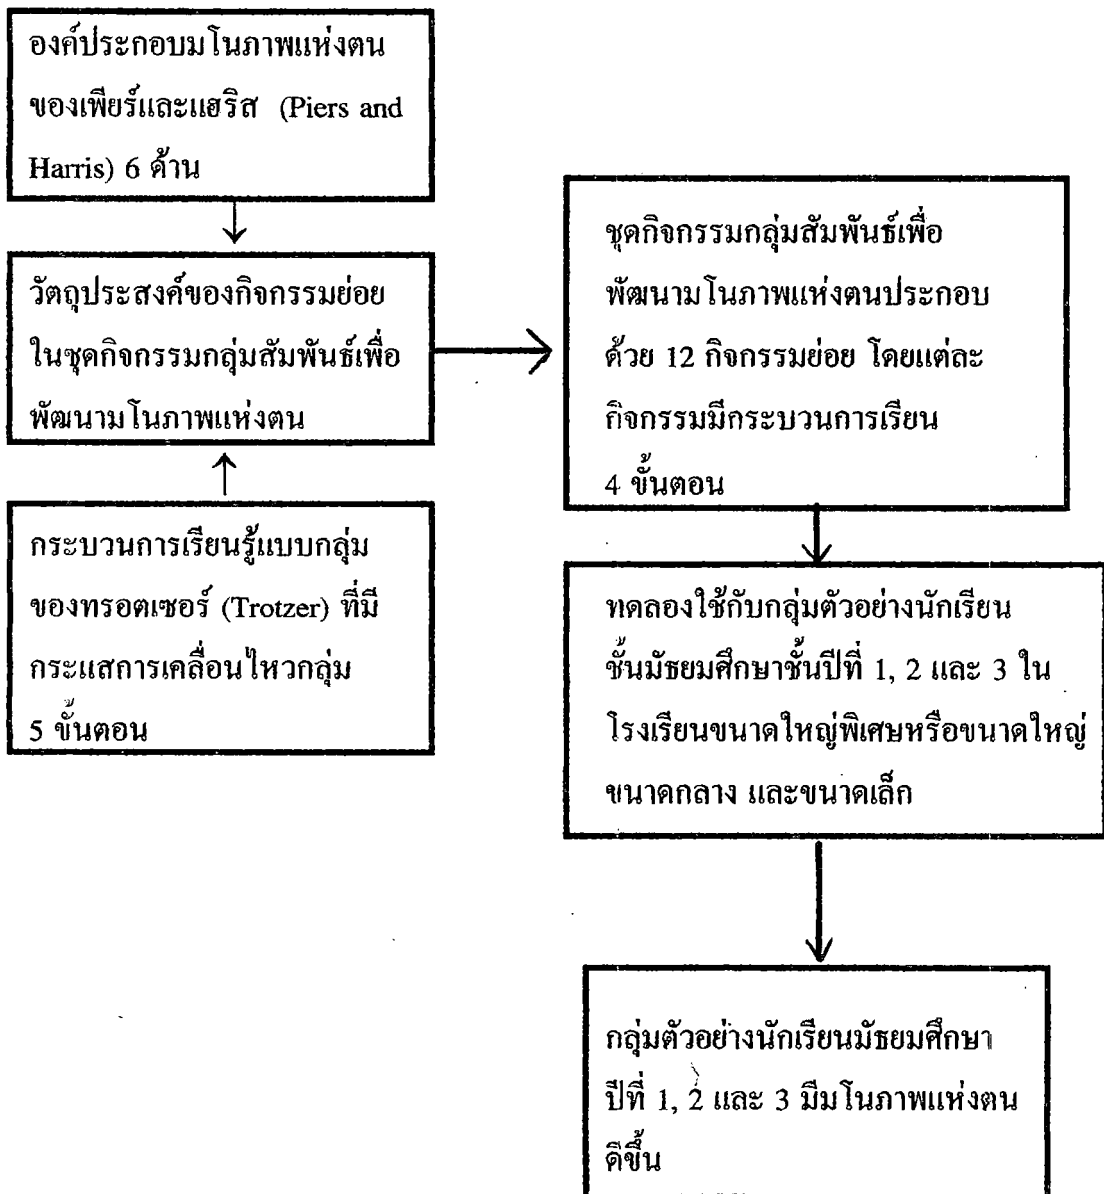 องค์ประกอบมโนภาพแห่งตน
ของเพียร์และแฮริส (Piers and
Harris) 6 ด้าน
วัตถุประสงค์ของกิจกรรมย่อย
ในชุดกิจกรรมกลุ่มสัมพันธ์เพื่อ
พัฒนามโนภาพแห่งตน
กระบวนการเรียนรู้แบบกลุ่ม
ของทรอตเซอร์ (Trotzer) ที่มี
กระแสการเคลื่อนไหวกลุ่ม
5 ขั้นตอน
ชุดกิจกรรมกลุ่มสัมพันธ์เพื่อ
พัฒนามโนภาพแห่งตนประกอบ
ด้วย 12 กิจกรรมย่อย โดยแต่ละ
กิจกรรมมีกระบวนการเรียน
4 ขั้นตอน
ทดลองใช้กับกลุ่มตัวอย่างนักเรียน
ชั้นมัธยมศึกษาชั้นปีที่ 1, 2 และ 3 ใน
โรงเรียนขนาดใหญ่พิเศษหรือขนาดใหญ่
ขนาดกลาง และขนาดเล็ก
กลุ่มตัวอย่างนักเรียนมัธยมศึกษา
ปีที่ 1, 2 และ 3 มีมโนภาพแห่งตน
ดีขึ้น